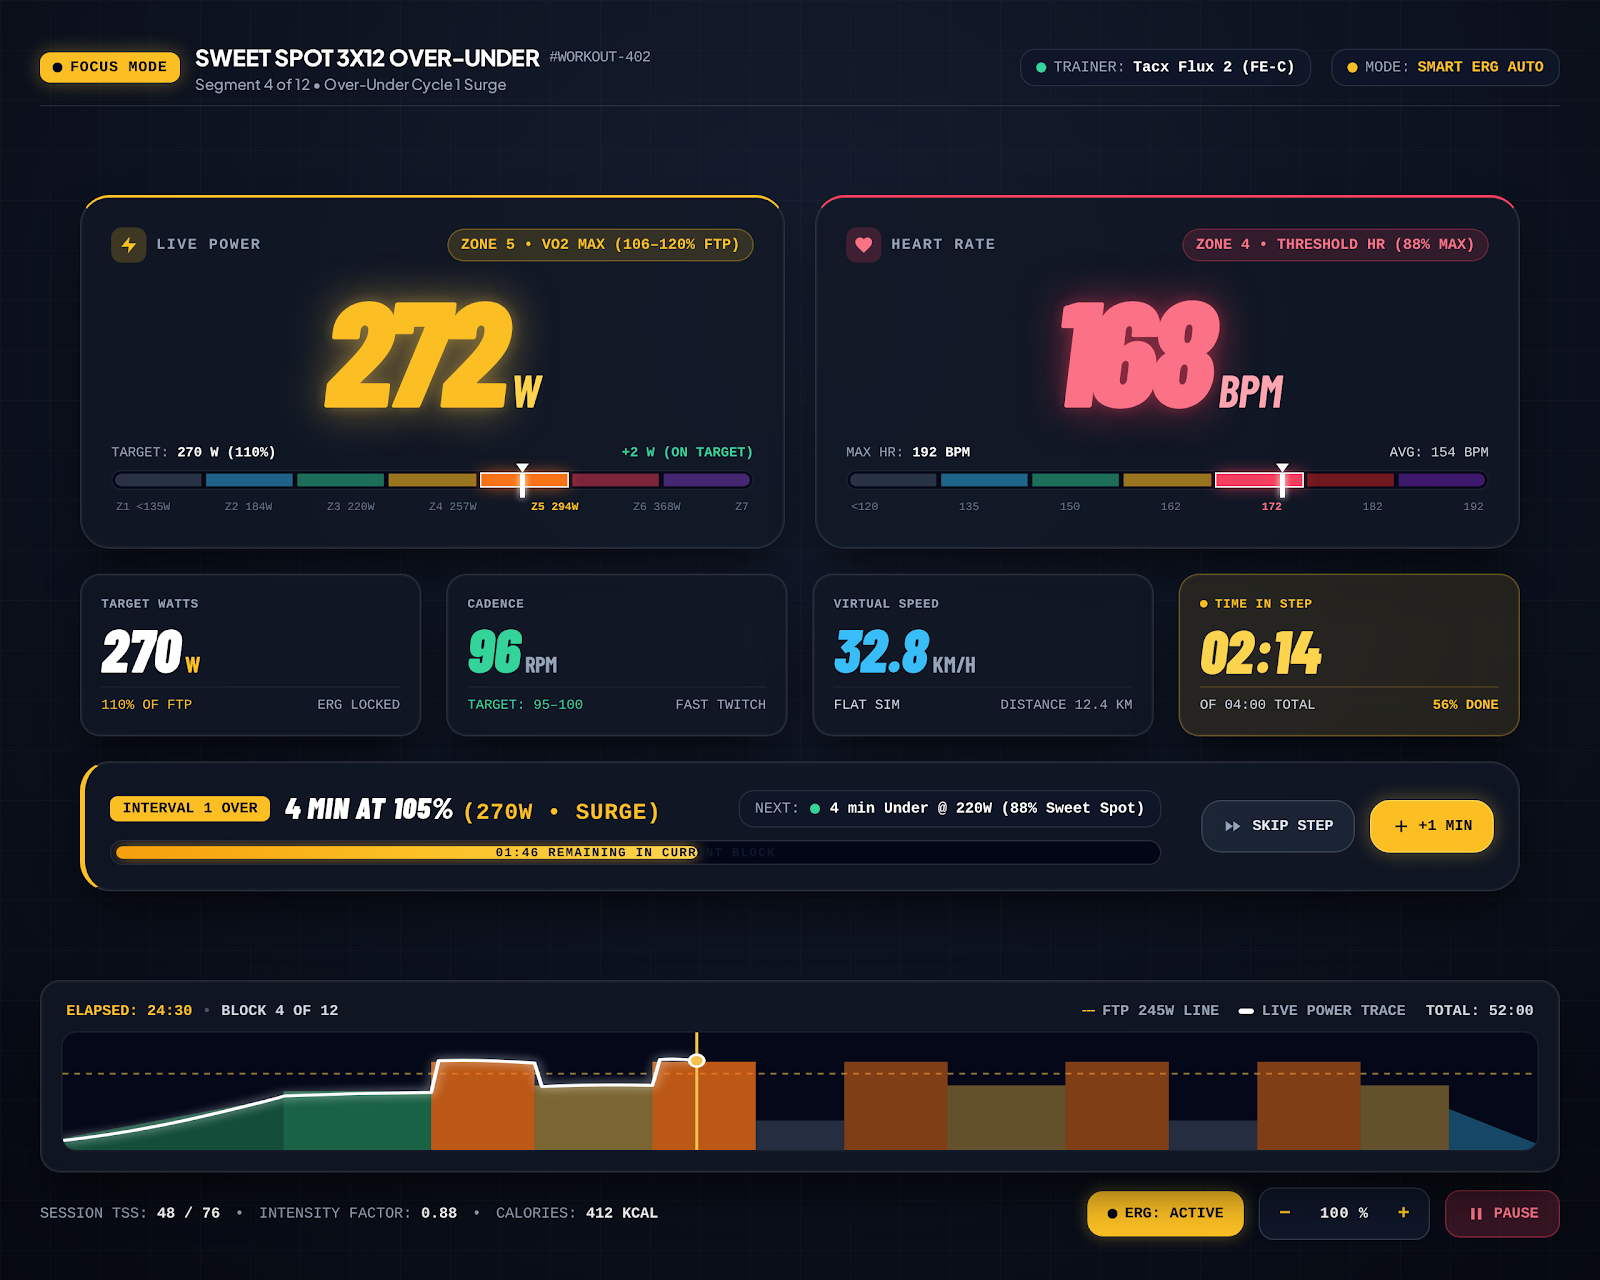 FOCUS MODE
SWEET SPOT 3X12 OVER-UNDER #WORKOUT-402
Segment 4 of 12 • Over-Under Cycle 1 Surge
TRAINER: Tacx Flux 2 (FE-C)
MODE: SMART ERG AUTO
LIVE POWER
ZONE 5 • VO2 MAX (106–120% FTP)
272 W
TARGET: 270 W (110%)
+2 W (ON TARGET)
Z1 <135W Z2 184W Z3 220W Z4 257W Z5 294W Z6 368W Z7
HEART RATE
ZONE 4 • THRESHOLD HR (88% MAX)
168 BPM
MAX HR: 192 BPM
AVG: 154 BPM
<120 135 150 162 172 182 192
TARGET WATTS
270 W
110% OF FTP
ERG LOCKED
CADENCE
96 RPM
TARGET: 95–100
FAST TWITCH
VIRTUAL SPEED
32.8 KM/H
FLAT SIM
DISTANCE 12.4 KM
TIME IN STEP
02:14
OF 04:00 TOTAL
56% DONE
INTERVAL 1 OVER
4 MIN AT 105% (270W • SURGE)
NEXT: 4 min Under @ 220W (88% Sweet Spot)
01:46 REMAINING IN CURRENT BLOCK
SKIP STEP
+1 MIN
ELAPSED: 24:30 • BLOCK 4 OF 12
FTP 245W LINE
LIVE POWER TRACE
TOTAL: 52:00
SESSION TSS: 48 / 76 • INTENSITY FACTOR: 0.88 • CALORIES: 412 KCAL
ERG: ACTIVE
− 100 % +
PAUSE